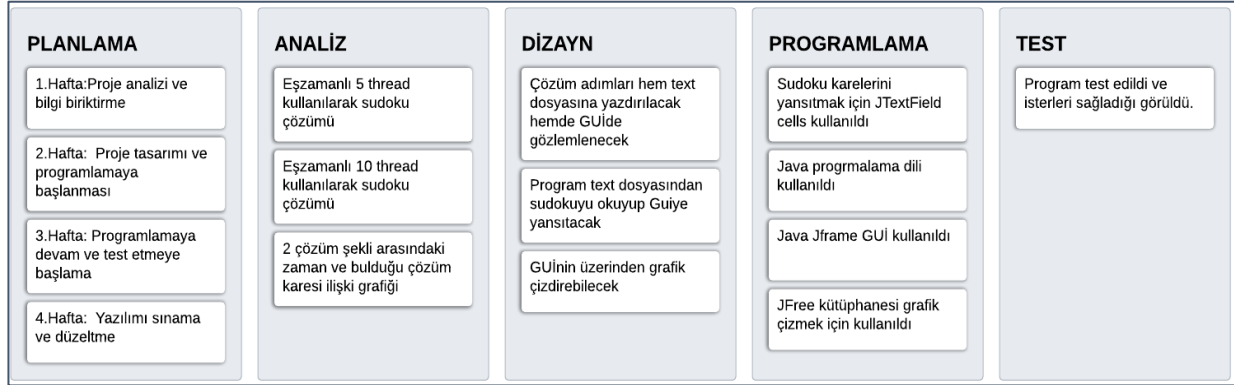 PLANLAMA
1.Hafta:Proje analizi ve
bilgi biriktirme
2.Hafta: Proje tasarımı ve
programlamaya
başlanması
3.Hafta: Programlamaya
devam ve test etmeye
başlama
4.Hafta: Yazılımı sınama
ve düzeltme
ANALİZ
Eşzamanlı 5 thread
kullanılarak sudoku
çözümü
Eşzamanlı 10 thread
kullanılarak sudoku
çözümü
2 çözüm şekli arasındaki
zaman ve bulduğu çözüm
karesi ilişki grafiği
DİZAYN
Çözüm adımları hem text
dosyasına yazdırılacak
hemde GUİde
gözlemlenecek
Program text dosyasından
sudokuyu okuyup Guiye
yansıtacak
GUİnin üzerinden grafik
çizdirebilecek
PROGRAMLAMA
Sudoku karelerini
yansıtmak için JTextField
cells kullanıldı
Java progrmalama dili
kullanıldı
Java Jframe GUİ kullanıldı
JFree kütüphanesi grafik
çizmek için kullanıldı
TEST
Program test edildi ve
isterleri sağladığı görüldü.